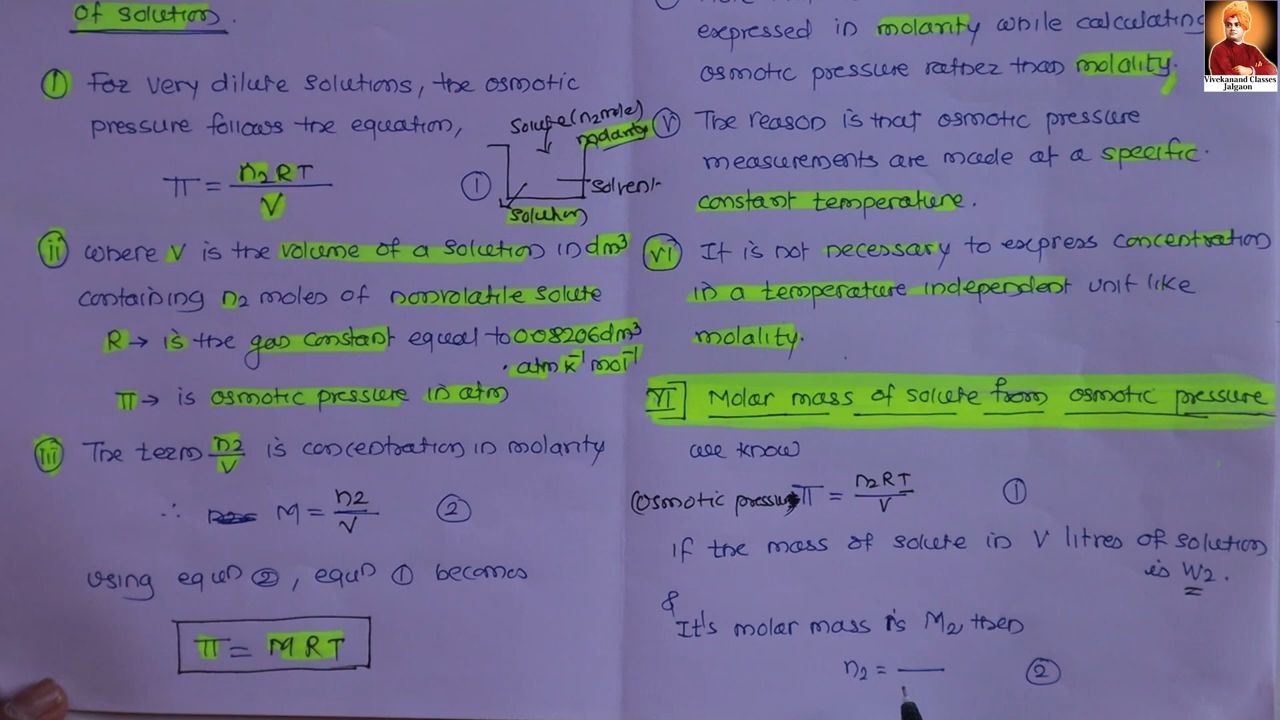 of solution.
① For very dilute solutions, the osmotic
pressure follows the equation,
Solute (n2 mole)
molarity
π = n2RT / V ①
Solvent
Solution
ⅱ where V is the volume of a solution in dm³
containing n2 moles of nonvolatile solute
R → is the gas constant equal to 0.08206 dm³
. atm K⁻¹ mol⁻¹
π → is osmotic pressure in atm
ⅲ The term n2/V is concentration in molarity
∴ M = n2 / V ②
using equn ②, equn ① becomes
π = MRT
expressed in molarity while calculating
osmotic pressure rather than molality.
Ⅴ The reason is that osmotic pressure
measurements are made at a specific
constant temperature.
ⅵ It is not necessary to express concentration
in a temperature independent unit like
molality.
Ⅵ] Molar mass of solute from osmotic pressure
we know
(Osmotic pressure π = n2RT / V ①
If the mass of solute in V litres of solution
is W2.
&
It's molar mass is M2, then
n2 = — ②
Vivekanand Classes
Jalgaon